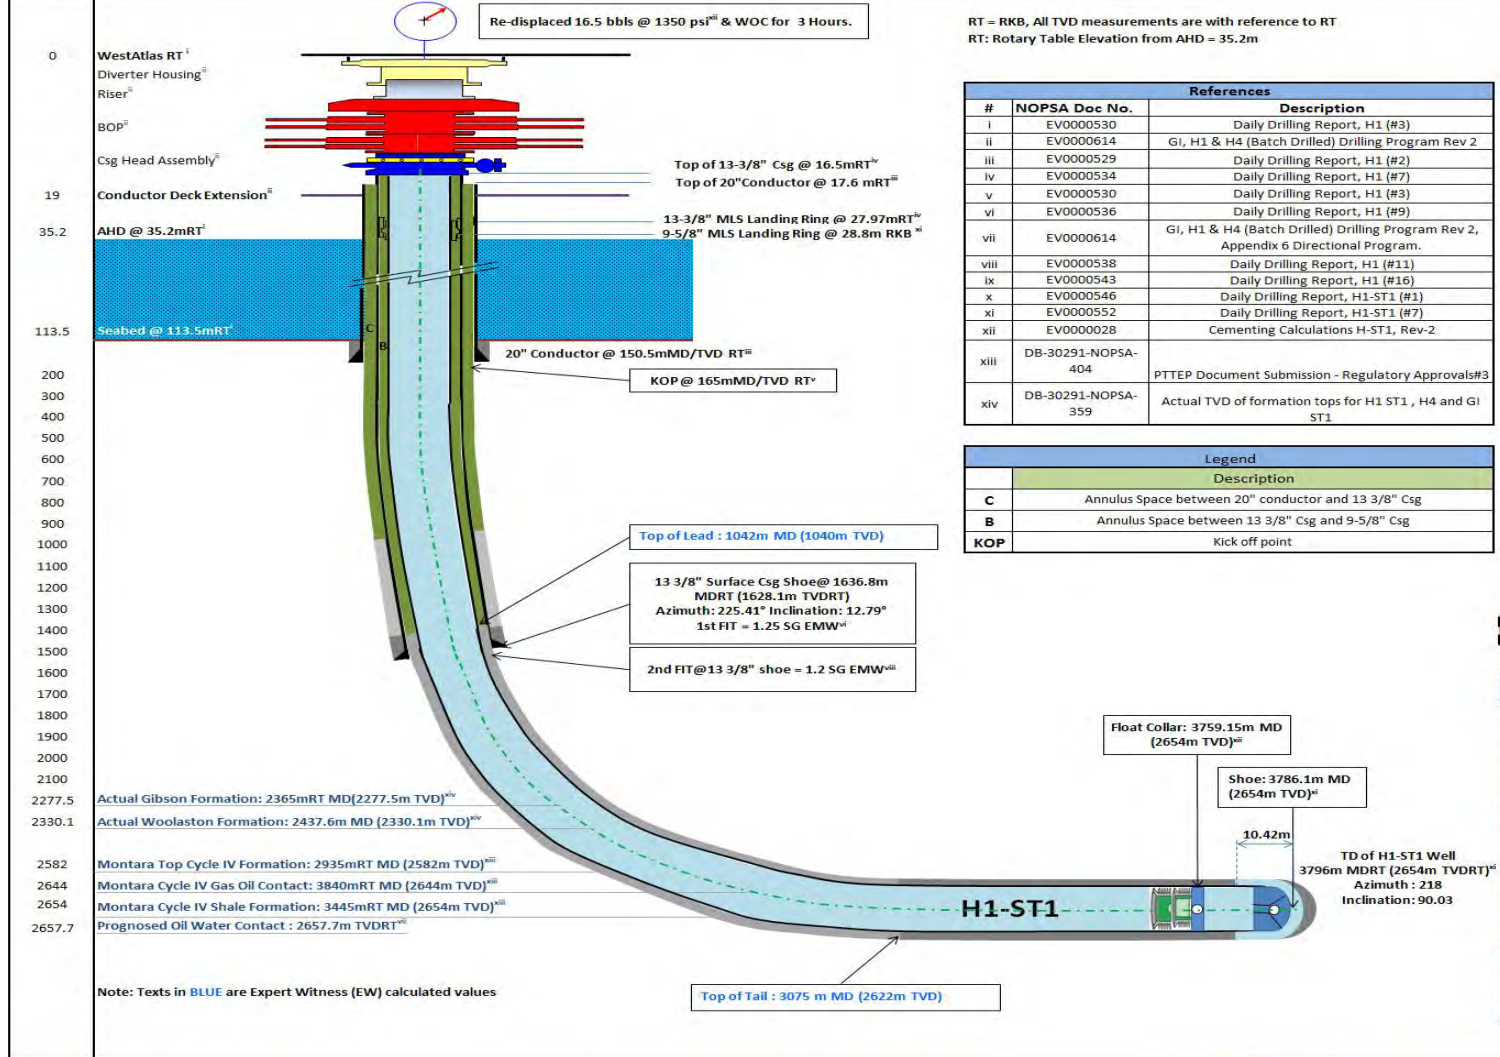 Re-displaced 16.5 bbls @ 1350 psi^xii & WOC for 3 Hours.
RT = RKB, All TVD measurements are with reference to RT
RT: Rotary Table Elevation from AHD = 35.2m
0 WestAtlas RT^i
Diverter Housing^ii
Riser^ii
BOP^ii
Csg Head Assembly^ii
19 Conductor Deck Extension^ii
35.2 AHD @ 35.2mRT^i
113.5 Seabed @ 113.5mRT^i
Top of 13-3/8" Csg @ 16.5mRT^iv
Top of 20"Conductor @ 17.6 mRT^iii
13-3/8" MLS Landing Ring @ 27.97mRT^iv
9-5/8" MLS Landing Ring @ 28.8m RKB^xi
C
B
20" Conductor @ 150.5mMD/TVD RT^iii
KOP @ 165mMD/TVD RT^v
References
# NOPSA Doc No. Description
i EV0000530 Daily Drilling Report, H1 (#3)
ii EV0000614 GI, H1 & H4 (Batch Drilled) Drilling Program Rev 2
iii EV0000529 Daily Drilling Report, H1 (#2)
iv EV0000534 Daily Drilling Report, H1 (#7)
v EV0000530 Daily Drilling Report, H1 (#3)
vi EV0000536 Daily Drilling Report, H1 (#9)
vii EV0000614 GI, H1 & H4 (Batch Drilled) Drilling Program Rev 2,
Appendix 6 Directional Program.
viii EV0000538 Daily Drilling Report, H1 (#11)
ix EV0000543 Daily Drilling Report, H1 (#16)
x EV0000546 Daily Drilling Report, H1-ST1 (#1)
xi EV0000552 Daily Drilling Report, H1-ST1 (#7)
xii EV0000028 Cementing Calculations H-ST1, Rev-2
xiii DB-30291-NOPSA-
404 PTTEP Document Submission - Regulatory Approvals#3
xiv DB-30291-NOPSA-
359 Actual TVD of formation tops for H1 ST1 , H4 and GI
ST1
Legend
Description
C Annulus Space between 20" conductor and 13 3/8" Csg
B Annulus Space between 13 3/8" Csg and 9-5/8" Csg
KOP Kick off point
200
300
400
500
600
700
800
900
1000
1100
1200
1300
1400
1500
1600
1700
1800
1900
2000
2100
Top of Lead : 1042m MD (1040m TVD)
13 3/8" Surface Csg Shoe@ 1636.8m
MDRT (1628.1m TVDRT)
Azimuth: 225.41° Inclination: 12.79°
1st FIT = 1.25 SG EMW^vi
2nd FIT@13 3/8" shoe = 1.2 SG EMW^viii
Float Collar: 3759.15m MD
(2654m TVD)^xii
Shoe: 3786.1m MD
(2654m TVD)^xi
10.42m
TD of H1-ST1 Well
3796m MDRT (2654m TVDRT)^xi
Azimuth : 218
Inclination: 90.03
2277.5 Actual Gibson Formation: 2365mRT MD(2277.5m TVD)^xiv
2330.1 Actual Woolaston Formation: 2437.6m MD (2330.1m TVD)^xiv
2582 Montara Top Cycle IV Formation: 2935mRT MD (2582m TVD)^xiii
2644 Montara Cycle IV Gas Oil Contact: 3840mRT MD (2644m TVD)^xiii
2654 Montara Cycle IV Shale Formation: 3445mRT MD (2654m TVD)^xiii
2657.7 Prognosed Oil Water Contact : 2657.7m TVDRT^vii
H1-ST1
Note: Texts in BLUE are Expert Witness (EW) calculated values
Top of Tail : 3075 m MD (2622m TVD)